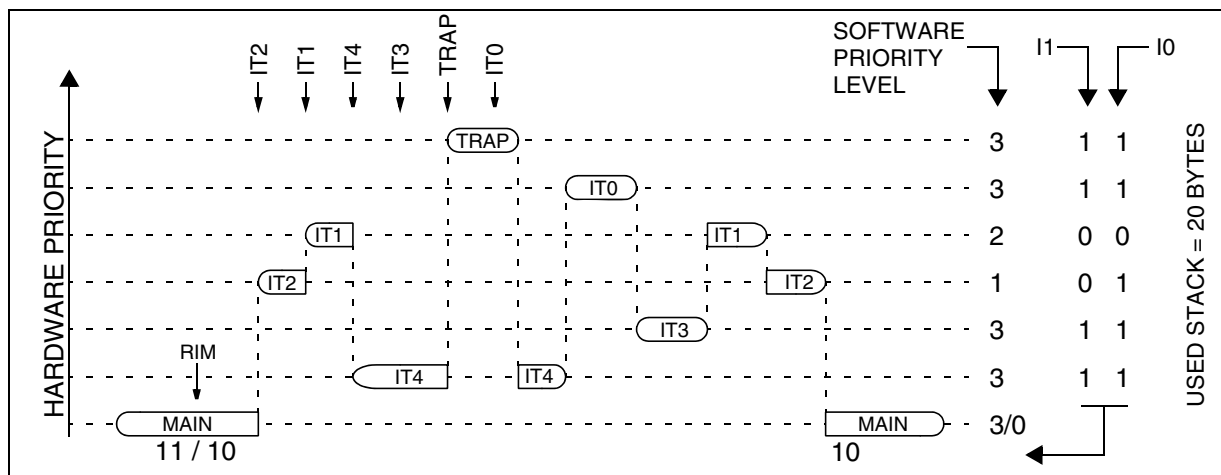 SOFTWARE
PRIORITY
LEVEL
I1
I0
IT2
IT1
IT4
IT3
TRAP
IT0
HARDWARE PRIORITY
TRAP
3
1 1
IT0
3
1 1
IT1
IT1
2
0 0
IT2
IT2
1
0 1
IT3
3
1 1
RIM
IT4
IT4
3
1 1
MAIN
MAIN
3/0
11 / 10
10
USED STACK = 20 BYTES